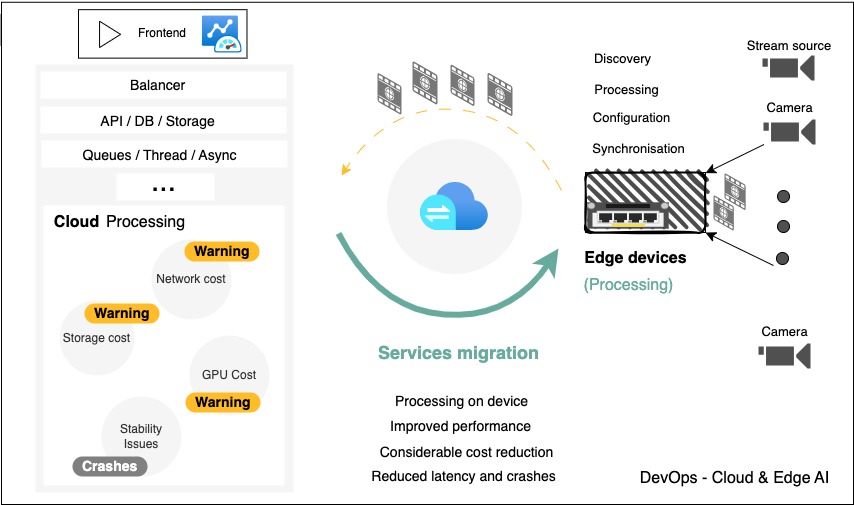 Frontend
Balancer
API / DB / Storage
Queues / Thread / Async
...
Cloud Processing
Warning
Network cost
Warning
Storage cost
GPU Cost
Warning
Stability
Issues
Crashes
Services migration
Processing on device
Improved performance
Considerable cost reduction
Reduced latency and crashes
Discovery
Processing
Configuration
Synchronisation
Edge devices
(Processing)
Stream source
Camera
Camera
DevOps - Cloud & Edge AI